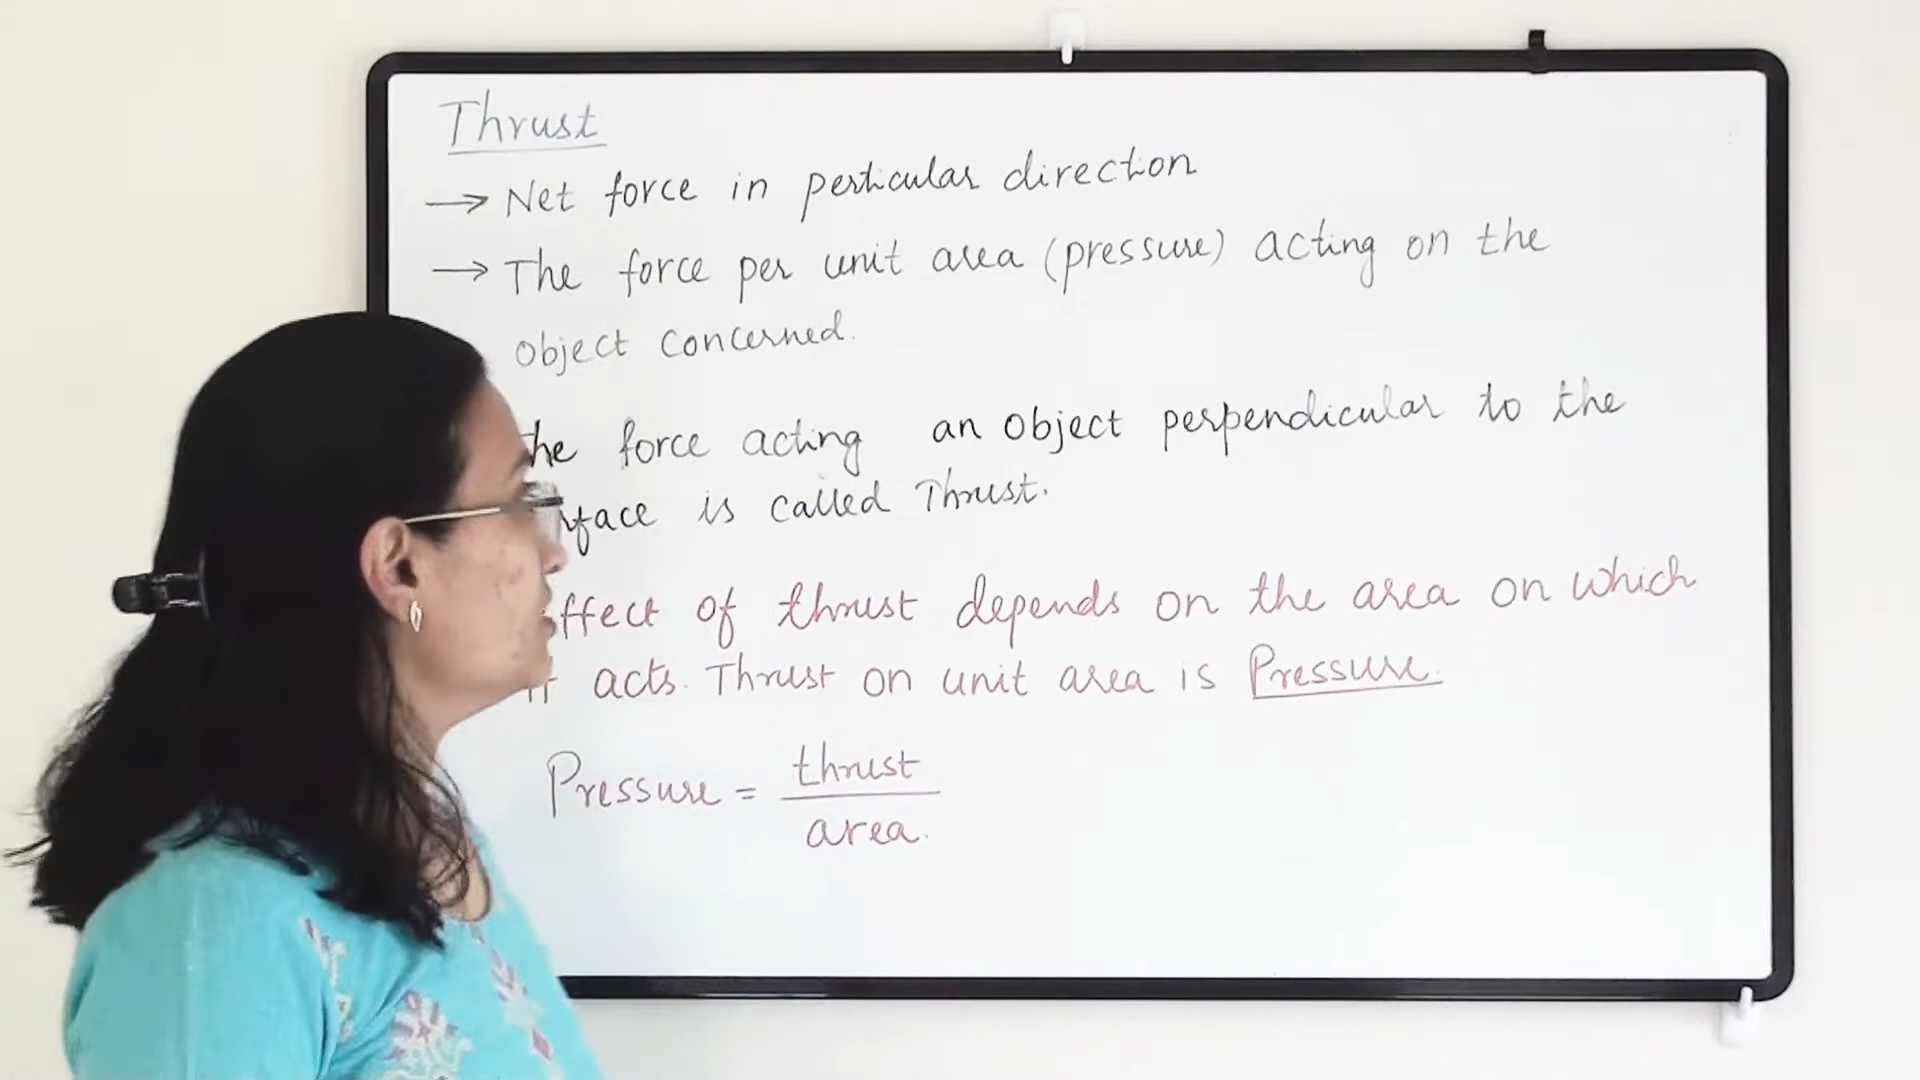 Thrust
→ Net force in perticular direction
→ The force per unit area (pressure) acting on the
object concerned.
he force acting an object perpendicular to the
rface is called Thrust.
ffect of thrust depends on the area on which
it acts. Thrust on unit area is Pressure.
Pressure = thrust
area.